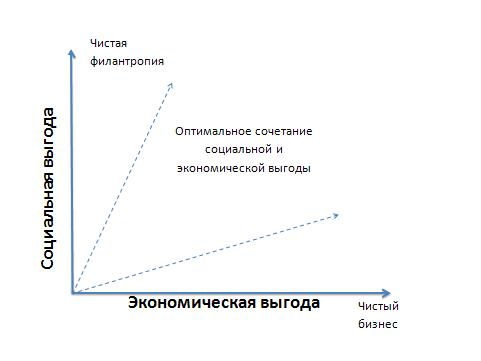 Чистая
филантропия
Оптимальное сочетание
социальной и
экономической выгоды
Социальная выгода
Экономическая выгода
Чистый
бизнес